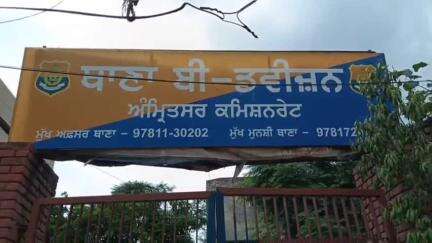 ਥਾਣਾ ਬੀ-ਡਵੀਜ਼ਨ
ਅੰਮ੍ਰਿਤਸਰ ਕਮਿਸ਼ਨਰੇਟ
ਮੁੱਖ ਅਫ਼ਸਰ ਥਾਣਾ - 97811-30202 ਮੁੱਖ ਮੁਨਸ਼ੀ ਥਾਣਾ - 978172